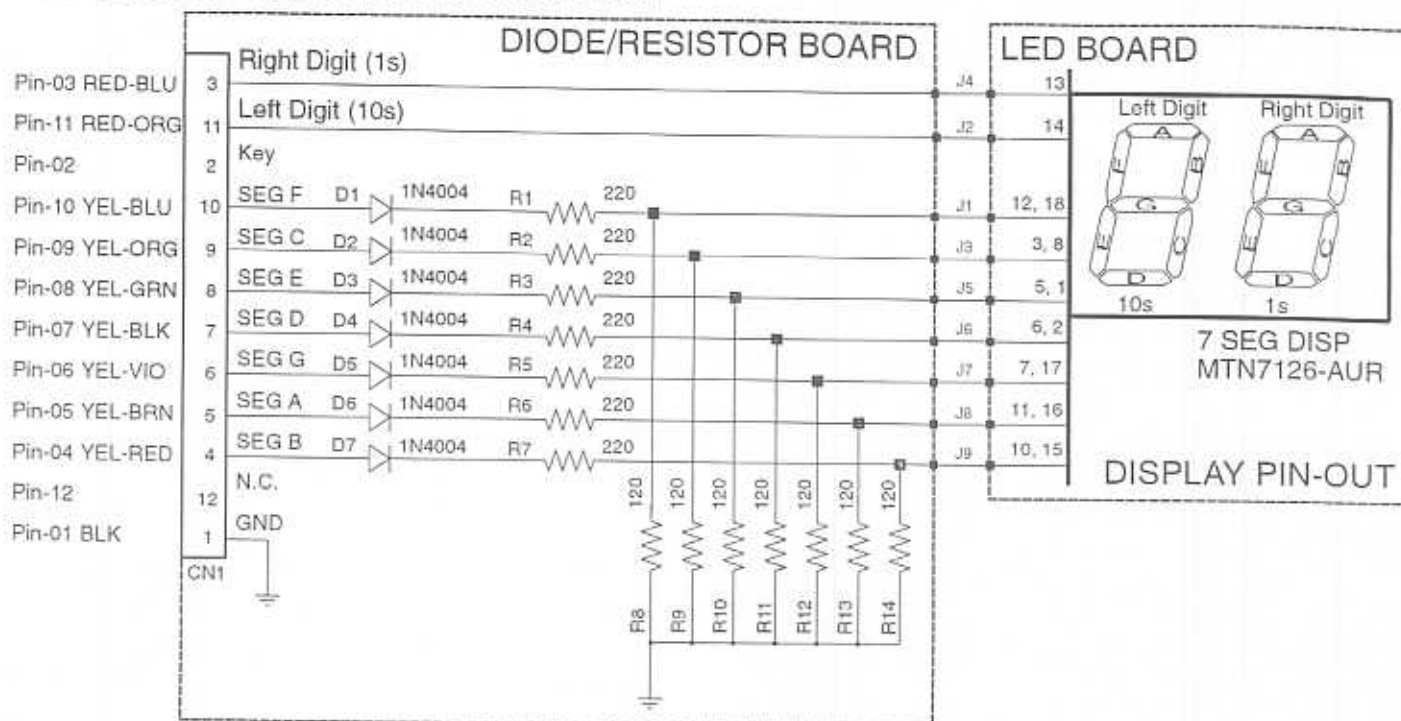 DIODE/RESISTOR BOARD
LED BOARD
Pin-03 RED-BLU 3 Right Digit (1s) J4 13
Pin-11 RED-ORG 11 Left Digit (10s) J2 14
Pin-02 2 Key
Pin-10 YEL-BLU 10 SEG F D1 1N4004 R1 220 J1 12, 18
Pin-09 YEL-ORG 9 SEG C D2 1N4004 R2 220 J3 3, 8
Pin-08 YEL-GRN 8 SEG E D3 1N4004 R3 220 J5 5, 1
Pin-07 YEL-BLK 7 SEG D D4 1N4004 R4 220 J6 6, 2
Pin-06 YEL-VIO 6 SEG G D5 1N4004 R5 220 J7 7, 17
Pin-05 YEL-BRN 5 SEG A D6 1N4004 R6 220 J8 11, 16
Pin-04 YEL-RED 4 SEG B D7 1N4004 R7 220 J9 10, 15
Pin-12 12 N.C.
Pin-01 BLK 1 GND
CN1
120 120 120 120 120 120 120
R8 R9 R10 R11 R12 R13 R14
Left Digit Right Digit
A A
F B E B
G G
E C E C
D D
10s 1s
7 SEG DISP
MTN7126-AUR
DISPLAY PIN-OUT